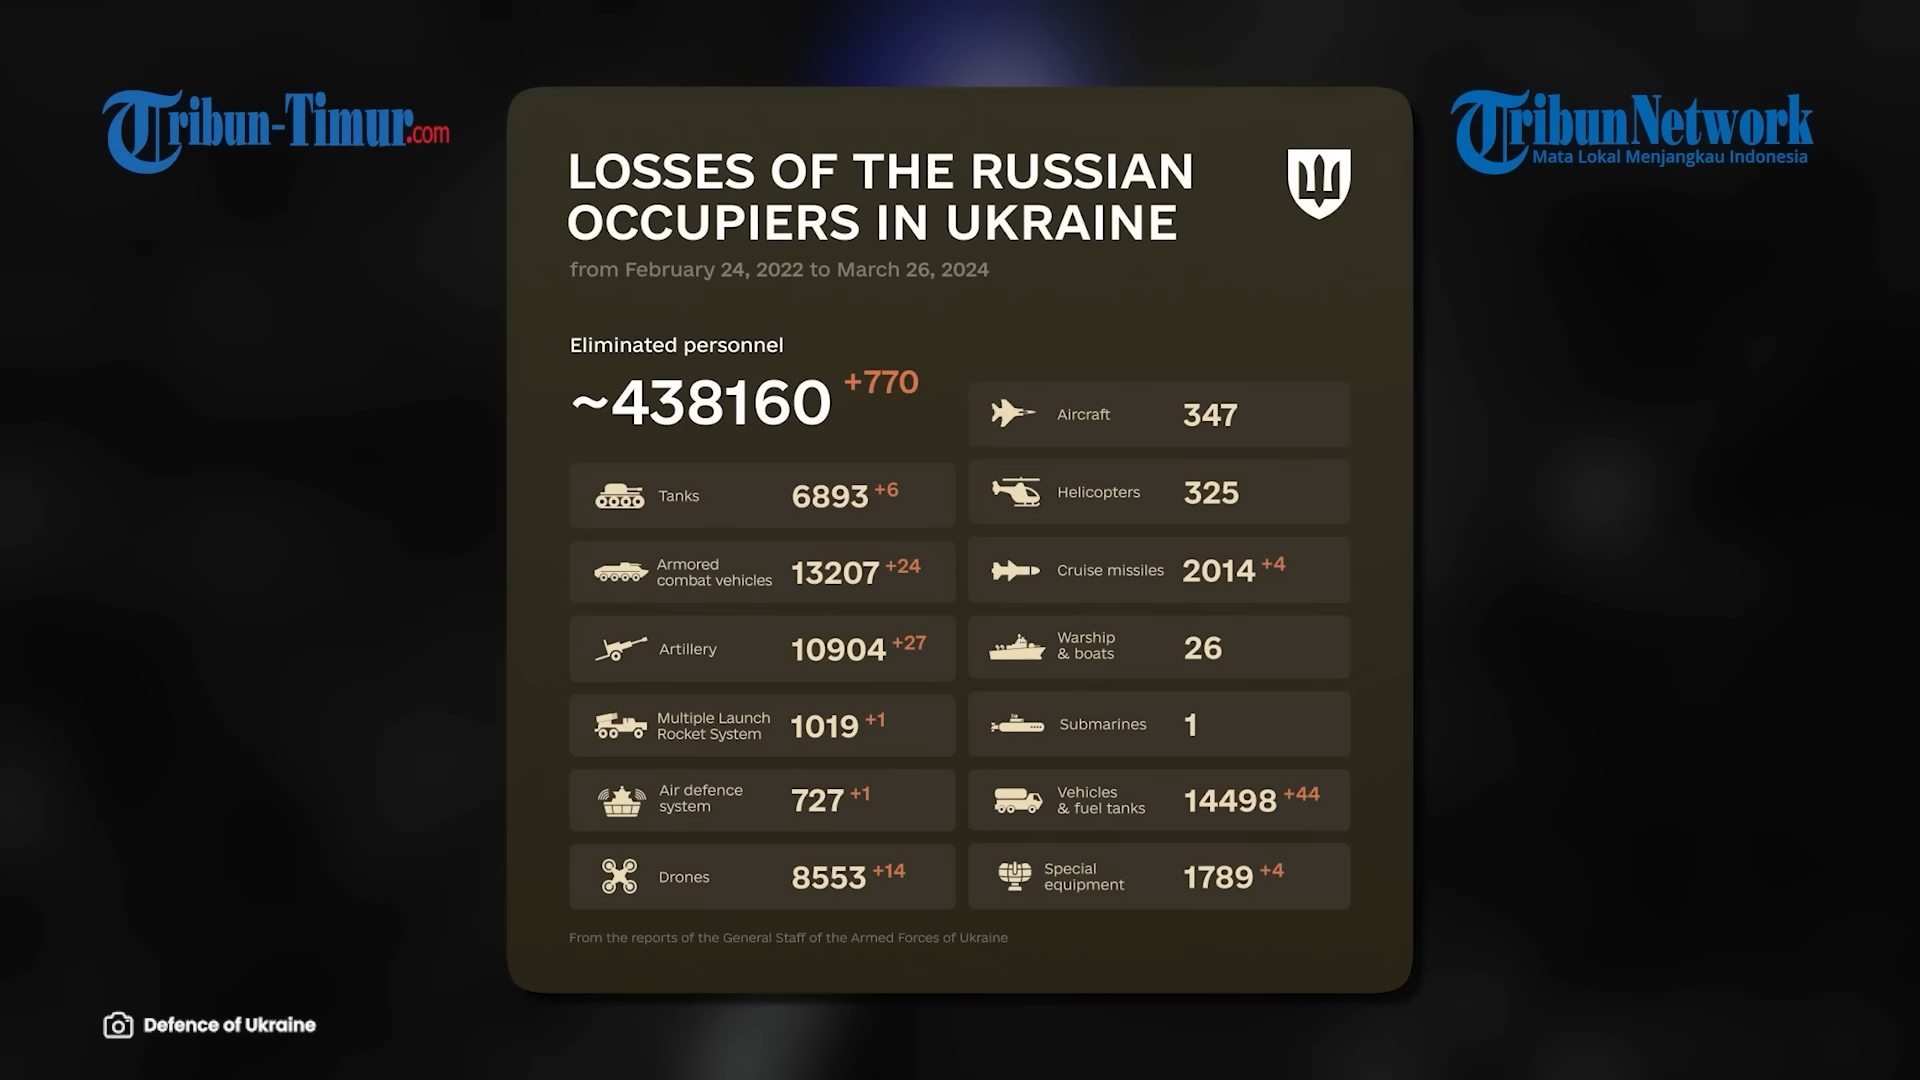 Tribun-Timur.com
TribunNetwork
Mata Lokal Menjangkau Indonesia
LOSSES OF THE RUSSIAN
OCCUPIERS IN UKRAINE
from February 24, 2022 to March 26, 2024
Eliminated personnel
~438160 +770
Tanks 6893 +6
Armored
combat vehicles 13207 +24
Artillery 10904 +27
Multiple Launch
Rocket System 1019 +1
Air defence
system 727 +1
Drones 8553 +14
Aircraft 347
Helicopters 325
Cruise missiles 2014 +4
Warship
& boats 26
Submarines 1
Vehicles
& fuel tanks 14498 +44
Special
equipment 1789 +4
From the reports of the General Staff of the Armed Forces of Ukraine
Defence of Ukraine